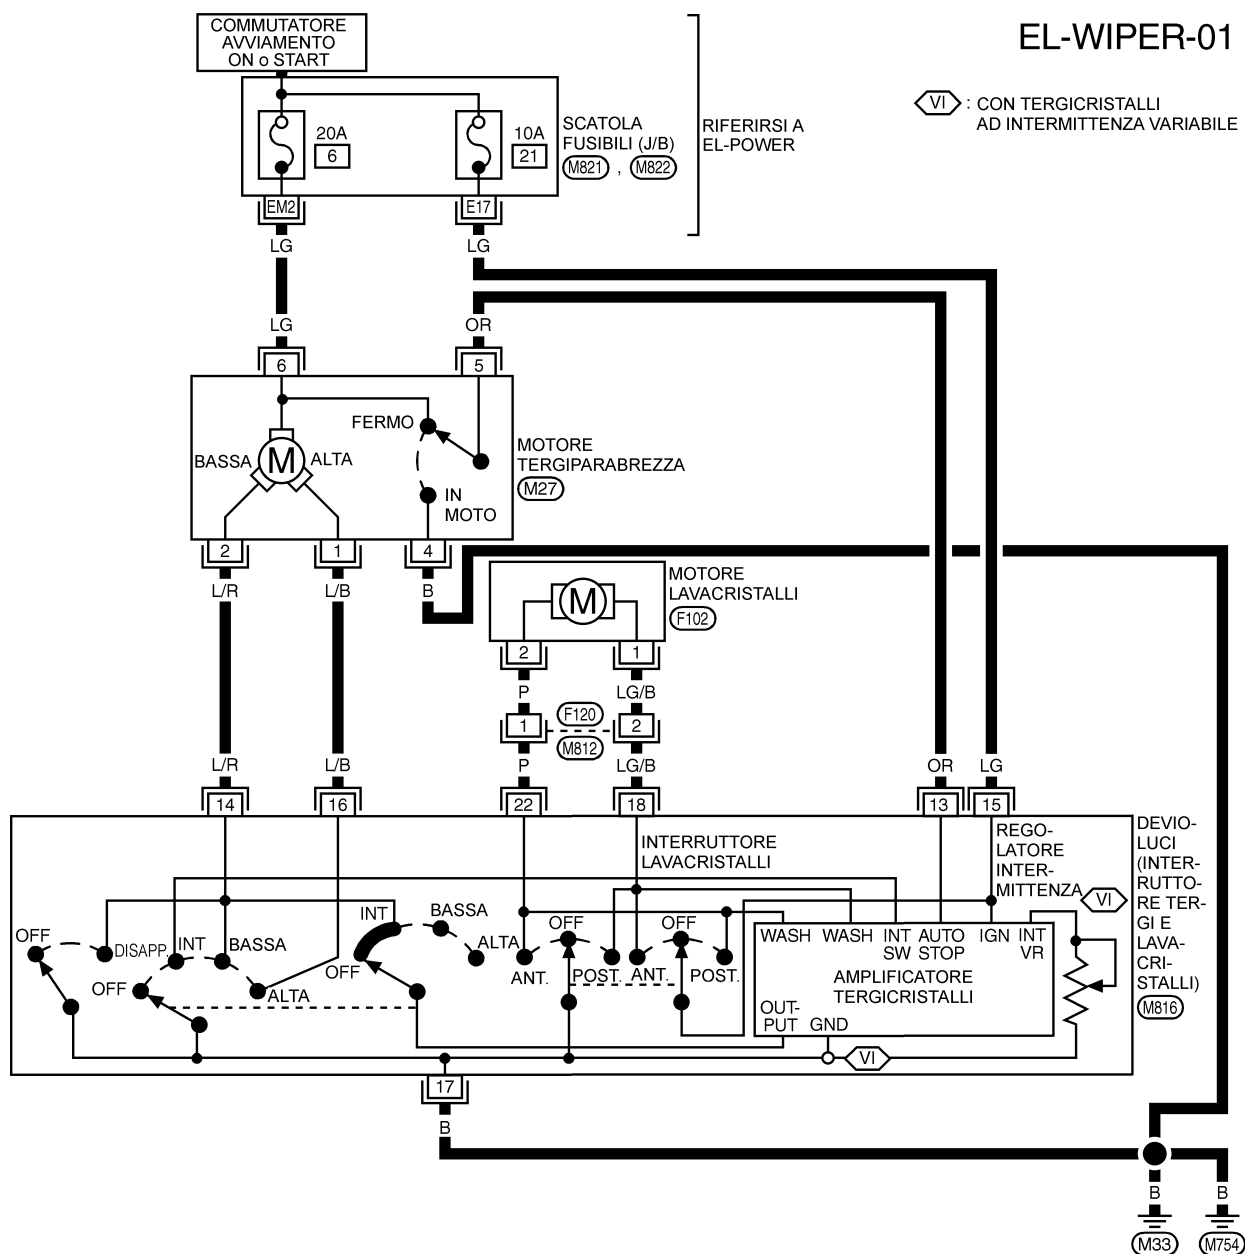 COMMUTATORE
AVVIAMENTO
ON o START
EL-WIPER-01
VI : CON TERGICRISTALLI
AD INTERMITTENZA VARIABILE
20A
6
10A
21
SCATOLA
FUSIBILI (J/B)
M821 , M822
RIFERIRSI A
EL-POWER
EM2
E17
LG
LG
LG
OR
6
5
FERMO
BASSA
M
ALTA
IN
MOTO
MOTORE
TERGIPARABREZZA
M27
2
1
4
L/R
L/B
B
M
MOTORE
LAVACRISTALLI
F102
2
1
P
LG/B
1
F120
2
M812
L/R
L/B
P
LG/B
OR
LG
14
16
22
18
13
15
INTERRUTTORE
LAVACRISTALLI
REGO-
LATORE
INTER-
MITTENZA
VI
DEVIO-
LUCI
(INTER-
RUTTO-
RE TER-
GI E
LAVA-
CRI-
STALLI)
M816
OFF
DISAPP.
INT
BASSA
OFF
ALTA
INT
BASSA
OFF
ALTA
OFF
ANT.
POST.
OFF
ANT.
POST.
WASH
WASH
INT
SW
AUTO
STOP
IGN
INT
VR
AMPLIFICATORE
TERGICRISTALLI
OUT-
PUT
GND
VI
17
B
B
B
M33
M754